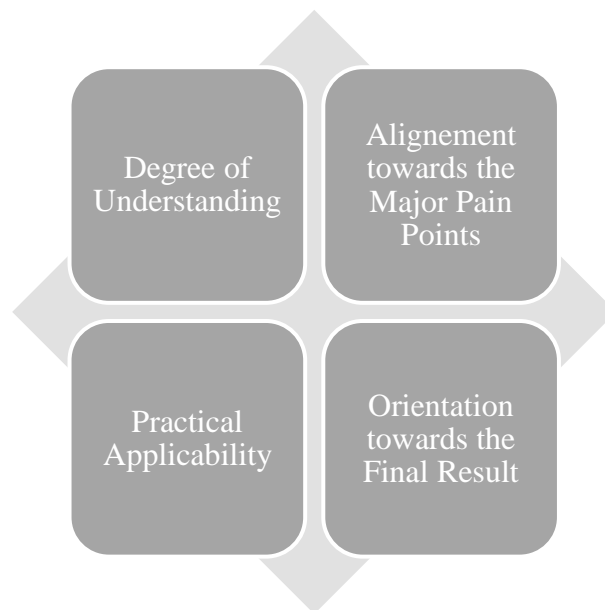 Degree of
Understanding
Alignement
towards the
Major Pain
Points
Practical
Applicability
Orientation
towards the
Final Result